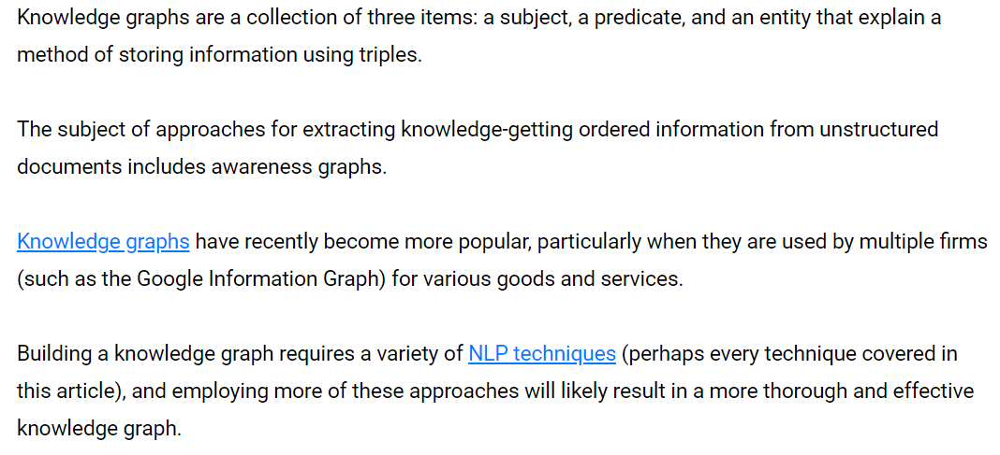 Knowledge graphs are a collection of three items: a subject, a predicate, and an entity that explain a
method of storing information using triples.
The subject of approaches for extracting knowledge-getting ordered information from unstructured
documents includes awareness graphs.
Knowledge graphs have recently become more popular, particularly when they are used by multiple firms
(such as the Google Information Graph) for various goods and services.
Building a knowledge graph requires a variety of NLP techniques (perhaps every technique covered in
this article), and employing more of these approaches will likely result in a more thorough and effective
knowledge graph.